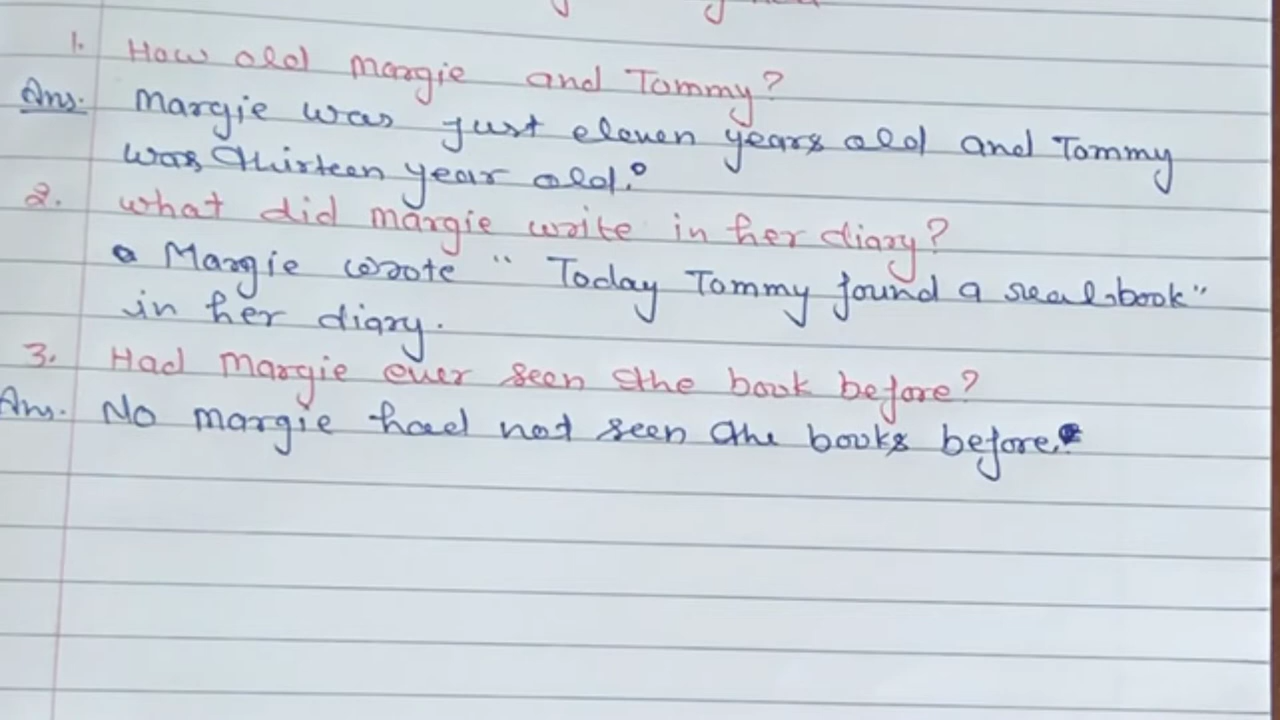 1. How old Margie and Tommy?
Ans. Margie was just eleven years old and Tommy
was thirteen year old.
2. What did margie write in her diary?
Margie wrote " Today Tommy found a real book"
in her diary.
3. Had Margie ever seen the book before?
Ans. No margie had not seen the books before.